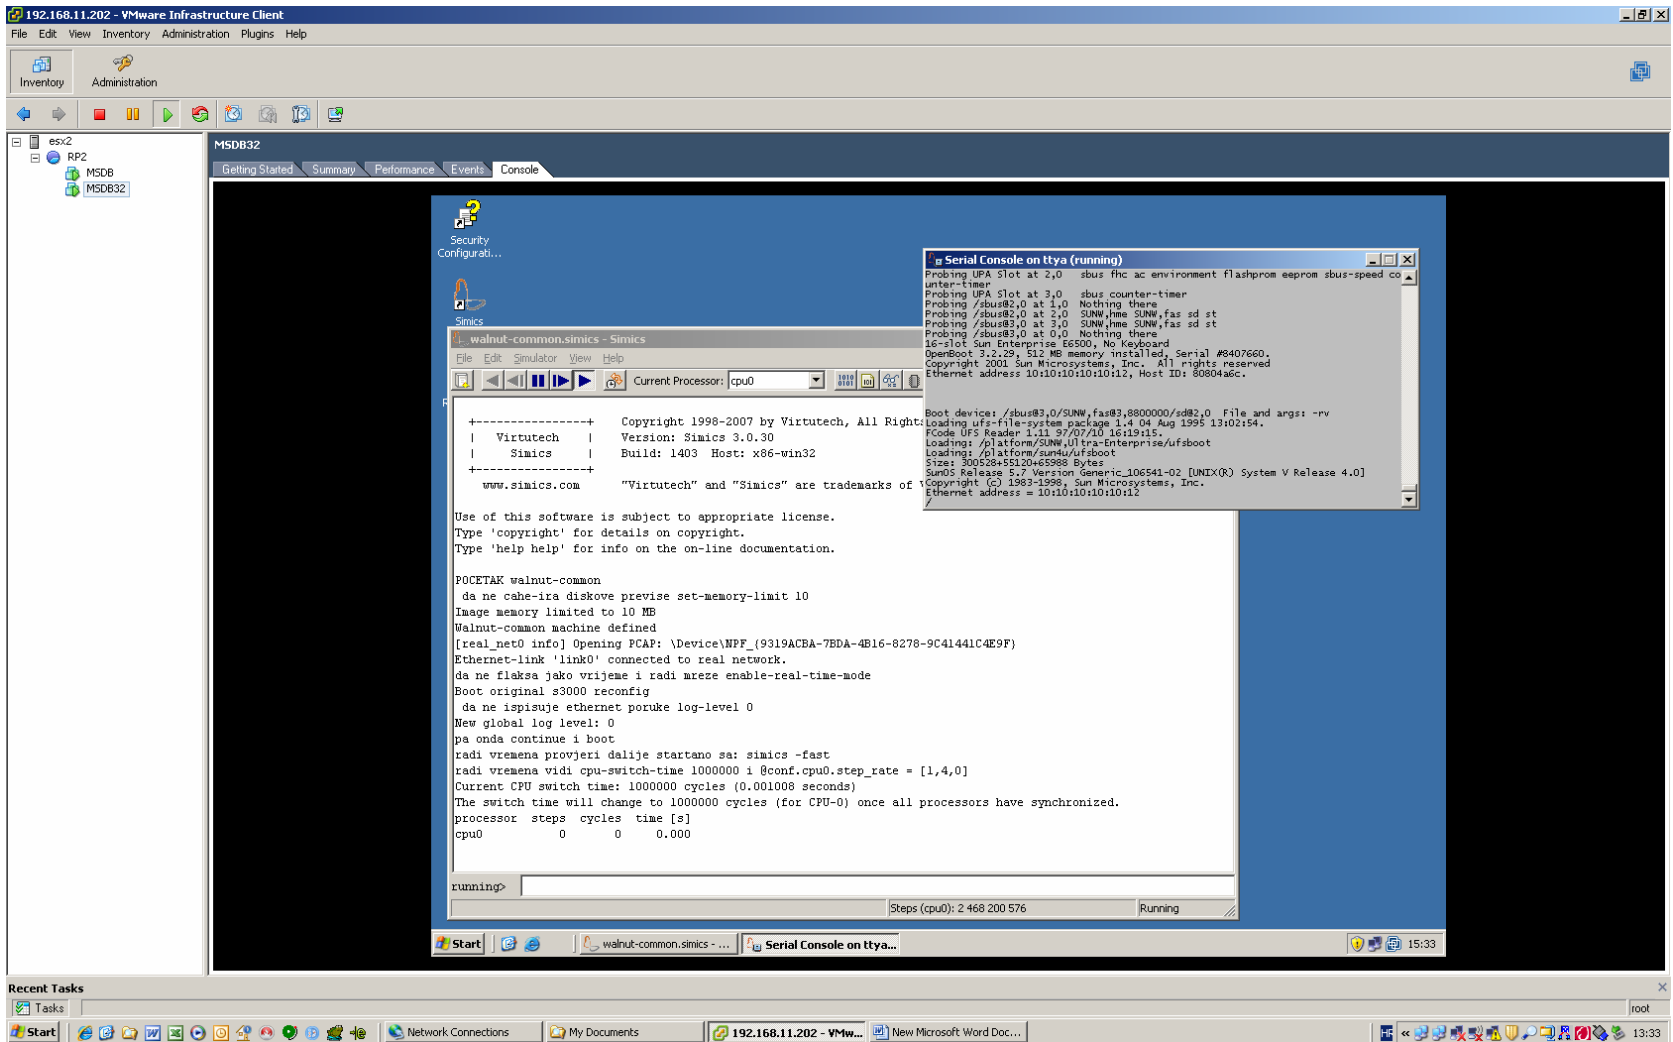 192.168.11.202 - VMware Infrastructure Client
File Edit View Inventory Administration Plugins Help
Inventory Administration
esx2
RP2
MSDB
MSDB32
MSDB32
Getting Started Summary Performance Events Console
Security
Configurati...
Simics
walnut-common.simics - Simics
File Edit Simulator View Help
Current Processor: cpu0
+-----------------+ Copyright 1998-2007 by Virtutech, All Rights
| Virtutech | Version: Simics 3.0.30
| Simics | Build: 1403 Host: x86-win32
+-----------------+
www.simics.com "Virtutech" and "Simics" are trademarks of
Use of this software is subject to appropriate license.
Type 'copyright' for details on copyright.
Type 'help help' for info on the on-line documentation.
POCETAK walnut-common
da ne cahe-ira diskove previse set-memory-limit 10
Image memory limited to 10 MB
Walnut-common machine defined
[real_net0 info] Opening PCAP: \Device\NPF_{9319ACBA-7BDA-4B16-8278-9C41441C4E9F}
Ethernet-link 'link0' connected to real network.
da ne flaksa jako vrijeme i radi mreze enable-real-time-mode
Boot original s3000 reconfig
da ne ispisuje ethernet poruke log-level 0
New global log level: 0
pa onda continue i boot
radi vremena provjeri dalije startano sa: simics -fast
radi vremena vidi cpu-switch-time 1000000 i @conf.cpu0.step_rate = [1,4,0]
Current CPU switch time: 1000000 cycles (0.001008 seconds)
The switch time will change to 1000000 cycles (for CPU-0) once all processors have synchronized.
processor steps cycles time [s]
cpu0 0 0 0.000
running>
Steps (cpu0): 2 468 200 576 Running
Serial Console on ttya (running)
Probing UPA Slot at 2,0 sbus fhc ac environment flashprom eeprom sbus-speed co
unter-timer
Probing UPA Slot at 3,0 sbus counter-timer
Probing /sbus@2,0 at 1,0 Nothing there
Probing /sbus@2,0 at 2,0 SUNW,hme SUNW,fas sd st
Probing /sbus@3,0 at 3,0 SUNW,hme SUNW,fas sd st
Probing /sbus@3,0 at 0,0 Nothing there
16-slot Sun Enterprise E6500, No Keyboard
OpenBoot 3.2.29, 512 MB memory installed, Serial #8407660.
Copyright 2001 Sun Microsystems, Inc. All rights reserved
Ethernet address 10:10:10:10:10:12, Host ID: 80804a6c.
Boot device: /sbus@3,0/SUNW,fas@3,8800000/sd@2,0 File and args: -rv
Loading ufs-file-system package 1.4 04 Aug 1995 13:02:54.
FCode UFS Reader 1.11 97/07/10 16:19:15.
Loading: /platform/SUNW,Ultra-Enterprise/ufsboot
Loading: /platform/sun4u/ufsboot
Size: 300528+55120+65988 Bytes
SunOS Release 5.7 Version Generic_106541-02 [UNIX(R) System V Release 4.0]
Copyright (c) 1983-1998, Sun Microsystems, Inc.
Ethernet address = 10:10:10:10:10:12
/
Start walnut-common.simics - ... Serial Console on ttya... 15:33
Recent Tasks
Tasks root
Start Network Connections My Documents 192.168.11.202 - VMw... New Microsoft Word Doc... 13:33